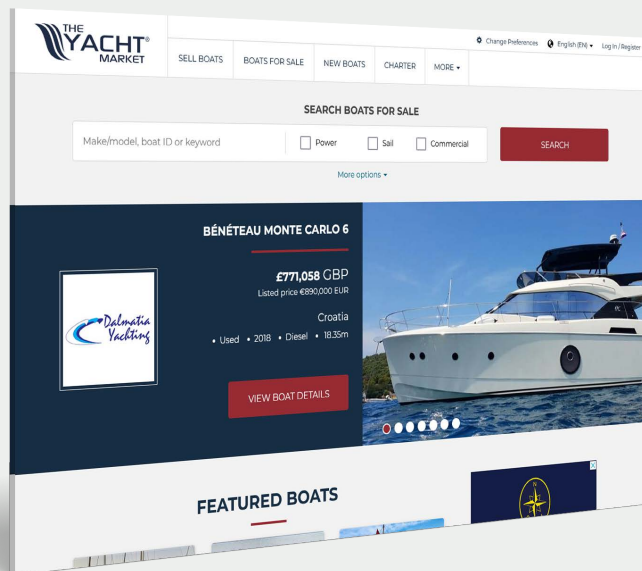 THE
YACHT®
MARKET
Change Preferences
English (EN)
Log In / Register
SELL BOATS
BOATS FOR SALE
NEW BOATS
CHARTER
MORE
SEARCH BOATS FOR SALE
Make/model, boat ID or keyword
Power
Sail
Commercial
SEARCH
More options
BÉNÉTEAU MONTE CARLO 6
£771,058 GBP
Listed price €890,000 EUR
Croatia
• Used • 2018 • Diesel • 18.35m
Dalmatia
Yachting
VIEW BOAT DETAILS
FEATURED BOATS
N